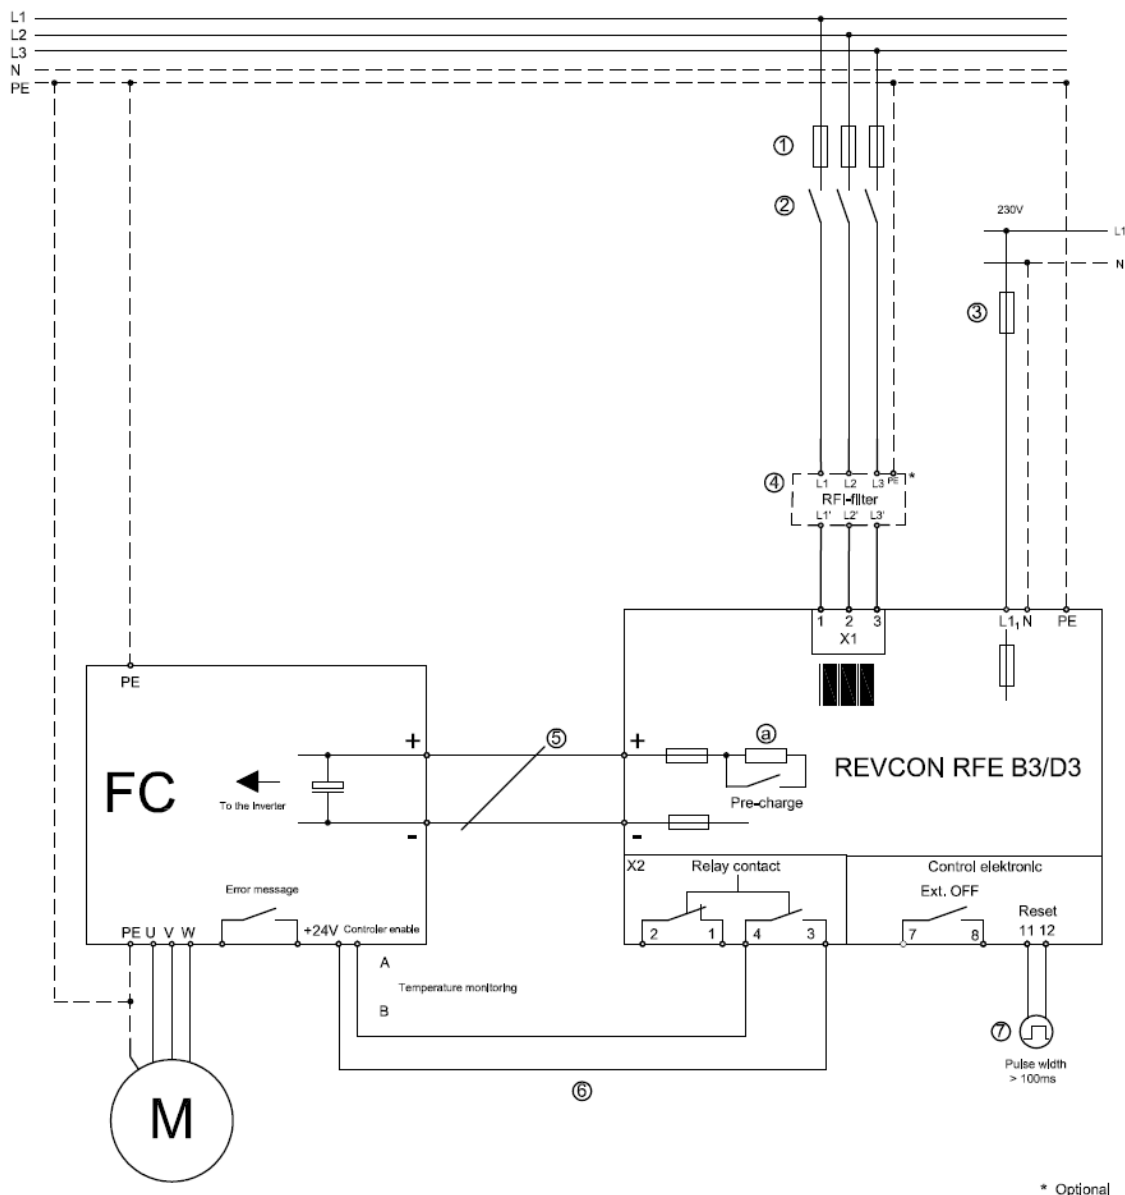 L1
L2
L3
N
PE
①
②
230V
L1
N
③
④
L1 L2 L3 PE *
RFI-filter
L1' L2' L3'
1 2 3
X1
L1₁ N PE
PE
+
⑤
+
ⓐ
REVCON RFE B3/D3
FC
To the Inverter
Pre-charge
-
-
X2
Relay contact
Control elektronic
Error message
Ext. OFF
Reset
PE U V W
+24V
Controler enable
2 1 4 3
7 8
11 12
A
Temperature monitoring
B
⑦
Pulse width
> 100ms
⑥
M
* Optional